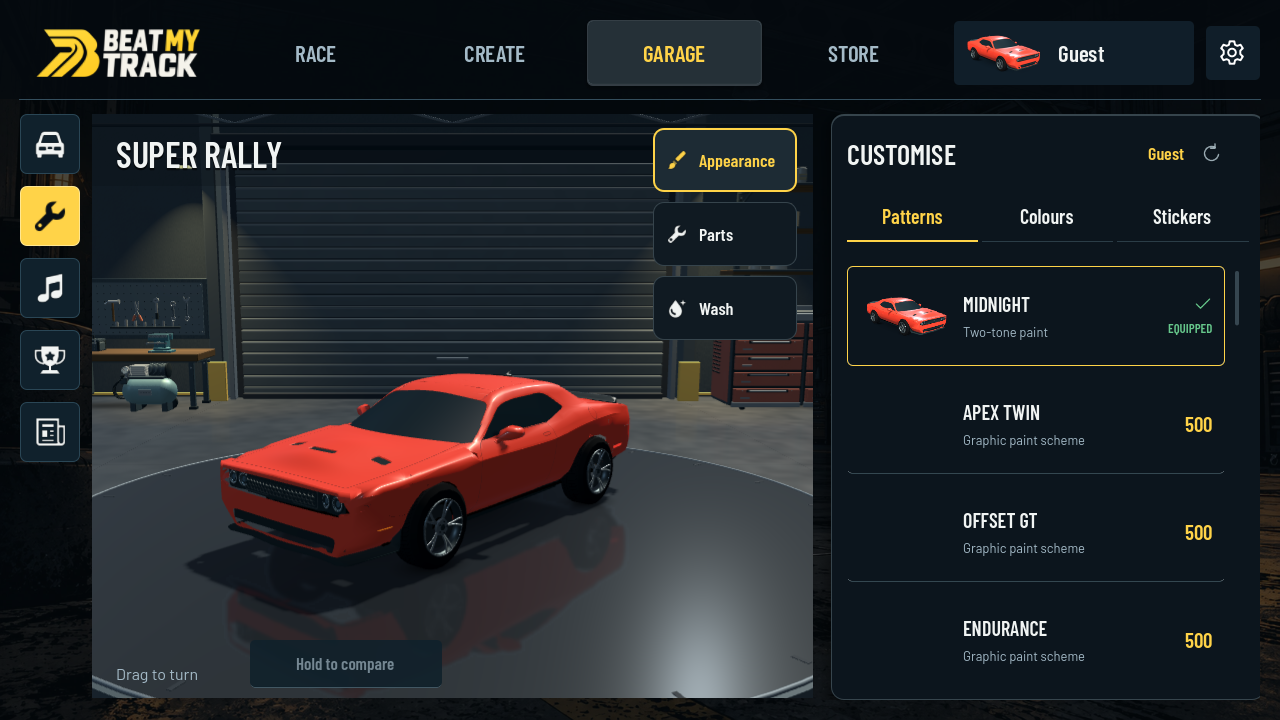 BEATMY
TRACK
RACE
CREATE
GARAGE
STORE
Guest
SUPER RALLY
Appearance
Parts
Wash
Drag to turn
Hold to compare
CUSTOMISE
Guest
Patterns
Colours
Stickers
MIDNIGHT
Two-tone paint
EQUIPPED
APEX TWIN
Graphic paint scheme
500
OFFSET GT
Graphic paint scheme
500
ENDURANCE
Graphic paint scheme
500